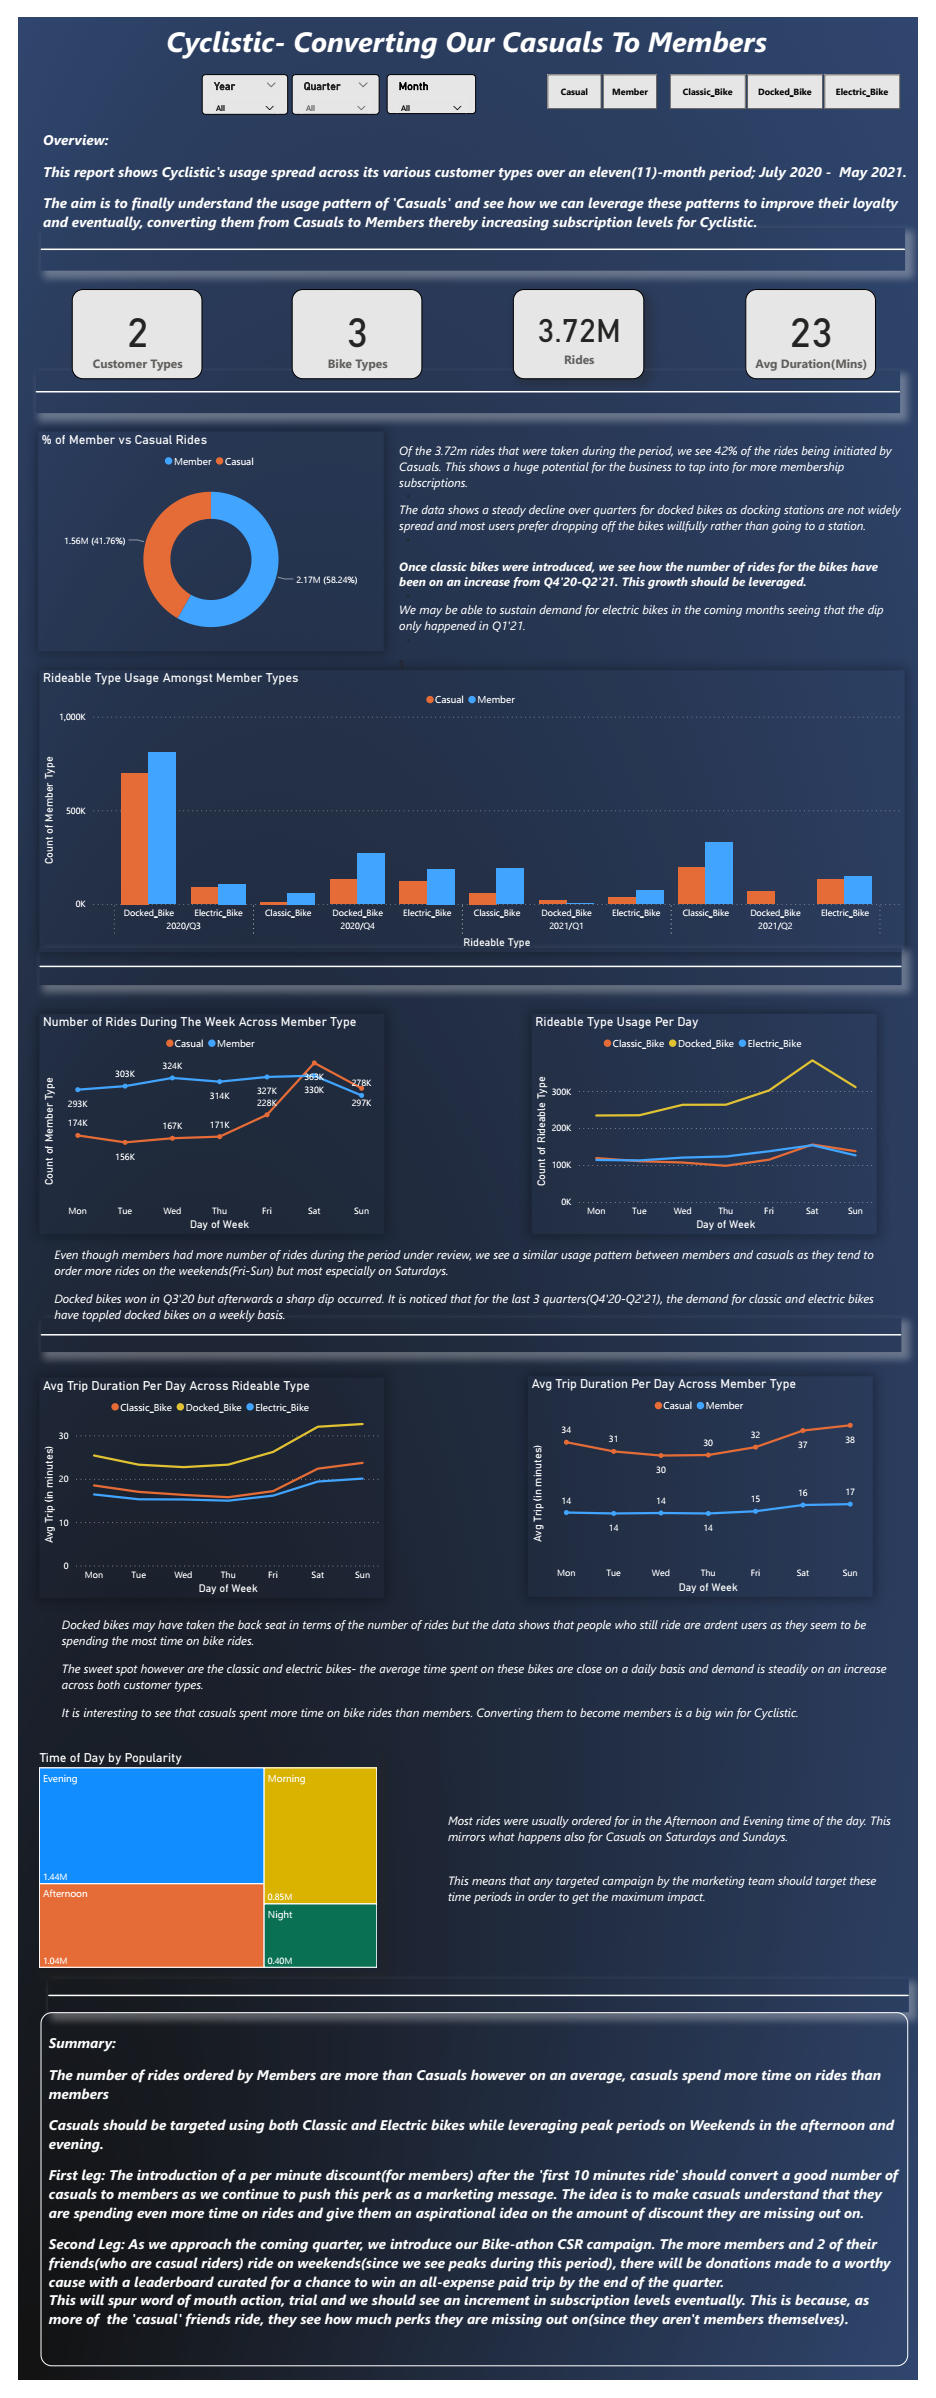 Cyclistic- Converting Our Casuals To Members
Year
All
Quarter
All
Month
All
Casual
Member
Classic_Bike
Docked_Bike
Electric_Bike
Overview:
This report shows Cyclistic's usage spread across its various customer types over an eleven(11)-month period; July 2020 - May 2021.
The aim is to finally understand the usage pattern of 'Casuals' and see how we can leverage these patterns to improve their loyalty
and eventually, converting them from Casuals to Members thereby increasing subscription levels for Cyclistic.
2
Customer Types
3
Bike Types
3.72M
Rides
23
Avg Duration(Mins)
% of Member vs Casual Rides
Member Casual
1.56M (41.76%)
2.17M (58.24%)
Of the 3.72m rides that were taken during the period, we see 42% of the rides being initiated by
Casuals. This shows a huge potential for the business to tap into for more membership
subscriptions.
The data shows a steady decline over quarters for docked bikes as docking stations are not widely
spread and most users prefer dropping off the bikes willfully rather than going to a station.
Once classic bikes were introduced, we see how the number of rides for the bikes have
been on an increase from Q4'20-Q2'21. This growth should be leveraged.
We may be able to sustain demand for electric bikes in the coming months seeing that the dip
only happened in Q1'21.
Rideable Type Usage Amongst Member Types
Casual Member
1,000K
500K
0K
Count of Member Type
Docked_Bike Electric_Bike Classic_Bike Docked_Bike Electric_Bike Classic_Bike Docked_Bike Electric_Bike Classic_Bike Docked_Bike Electric_Bike
2020/Q3 2020/Q4 2021/Q1 2021/Q2
Rideable Type
Number of Rides During The Week Across Member Type
Casual Member
Count of Member Type
293K
303K
324K
314K
327K
330K
297K
174K
156K
167K
171K
228K
363K
278K
Mon Tue Wed Thu Fri Sat Sun
Day of Week
Rideable Type Usage Per Day
Classic_Bike Docked_Bike Electric_Bike
Count of Rideable Type
300K
200K
100K
0K
Mon Tue Wed Thu Fri Sat Sun
Day of Week
Even though members had more number of rides during the period under review, we see a similar usage pattern between members and casuals as they tend to
order more rides on the weekends(Fri-Sun) but most especially on Saturdays.
Docked bikes won in Q3'20 but afterwards a sharp dip occurred. It is noticed that for the last 3 quarters(Q4'20-Q2'21), the demand for classic and electric bikes
have toppled docked bikes on a weekly basis.
Avg Trip Duration Per Day Across Rideable Type
Classic_Bike Docked_Bike Electric_Bike
Avg Trip (in minutes)
30
20
10
0
Mon Tue Wed Thu Fri Sat Sun
Day of Week
Avg Trip Duration Per Day Across Member Type
Casual Member
Avg Trip (in minutes)
34
31
30
30
32
37
38
14
14
14
14
15
16
17
Mon Tue Wed Thu Fri Sat Sun
Day of Week
Docked bikes may have taken the back seat in terms of the number of rides but the data shows that people who still ride are ardent users as they seem to be
spending the most time on bike rides.
The sweet spot however are the classic and electric bikes- the average time spent on these bikes are close on a daily basis and demand is steadily on an increase
across both customer types.
It is interesting to see that casuals spent more time on bike rides than members. Converting them to become members is a big win for Cyclistic.
Time of Day by Popularity
Evening
1.44M
Afternoon
1.04M
Morning
0.85M
Night
0.40M
Most rides were usually ordered for in the Afternoon and Evening time of the day. This
mirrors what happens also for Casuals on Saturdays and Sundays.
This means that any targeted campaign by the marketing team should target these
time periods in order to get the maximum impact.
Summary:
The number of rides ordered by Members are more than Casuals however on an average, casuals spend more time on rides than
members
Casuals should be targeted using both Classic and Electric bikes while leveraging peak periods on Weekends in the afternoon and
evening.
First leg: The introduction of a per minute discount(for members) after the 'first 10 minutes ride' should convert a good number of
casuals to members as we continue to push this perk as a marketing message. The idea is to make casuals understand that they
are spending even more time on rides and give them an aspirational idea on the amount of discount they are missing out on.
Second Leg: As we approach the coming quarter, we introduce our Bike-athon CSR campaign. The more members and 2 of their
friends(who are casual riders) ride on weekends(since we see peaks during this period), there will be donations made to a worthy
cause with a leaderboard curated for a chance to win an all-expense paid trip by the end of the quarter.
This will spur word of mouth action, trial and we should see an increment in subscription levels eventually. This is because, as
more of the 'casual' friends ride, they see how much perks they are missing out on(since they aren't members themselves).